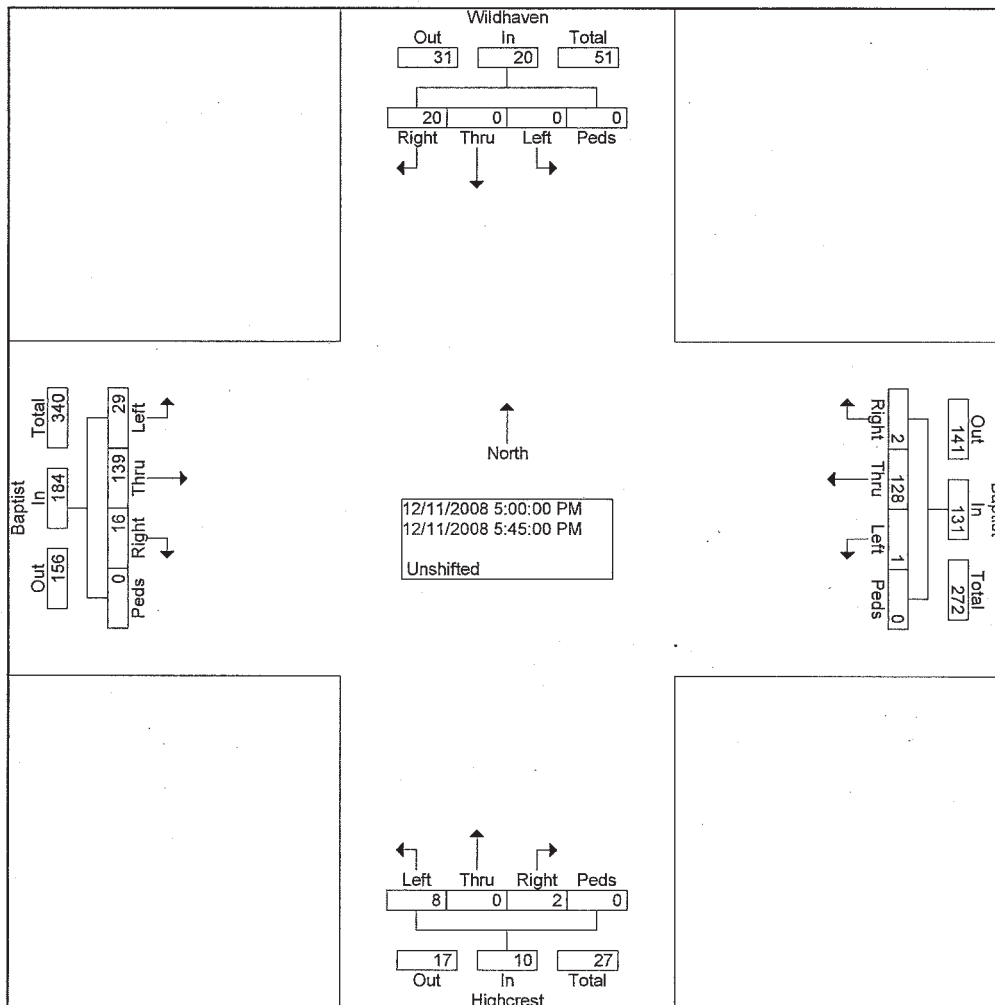 Wildhaven
Out In Total
31 20 51
20 0 0 0
Right Thru Left Peds
Total In Out
340 184 156
Baptist
29 139 16 0
Left Thru Right Peds
North
12/11/2008 5:00:00 PM
12/11/2008 5:45:00 PM
Unshifted
Right Thru Left Peds
2 128 1 0
Out In Total
141 131 272
Left Thru Right Peds
8 0 2 0
17 10 27
Out In Total
Highcrest